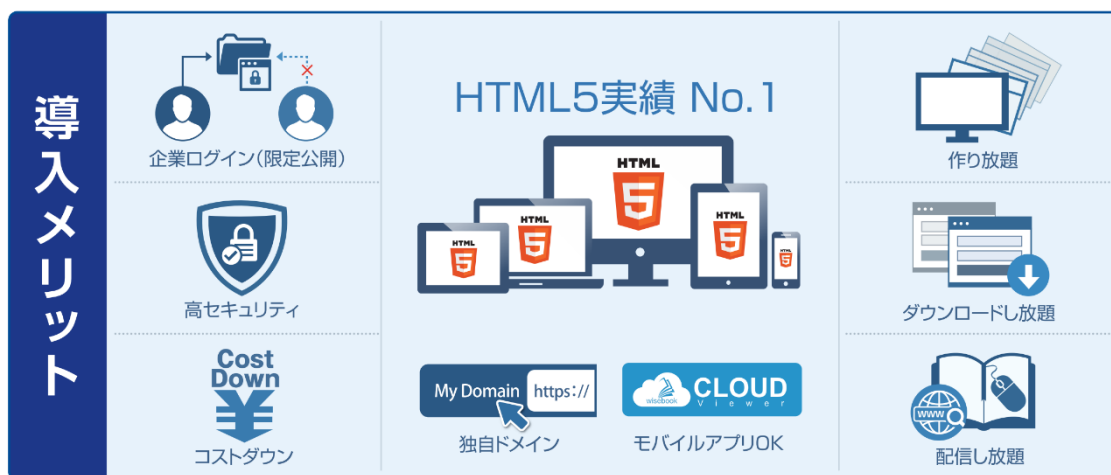 導入メリット
企業ログイン（限定公開）
高セキュリティ
Cost
Down
コストダウン
HTML5実績 No.1
HTML
5
HTML
5
HTML
5
HTML
5
HTML
5
My Domain https://
独自ドメイン
wisebook
CLOUD
Viewer
モバイルアプリOK
作り放題
ダウンロードし放題
WWW
配信し放題